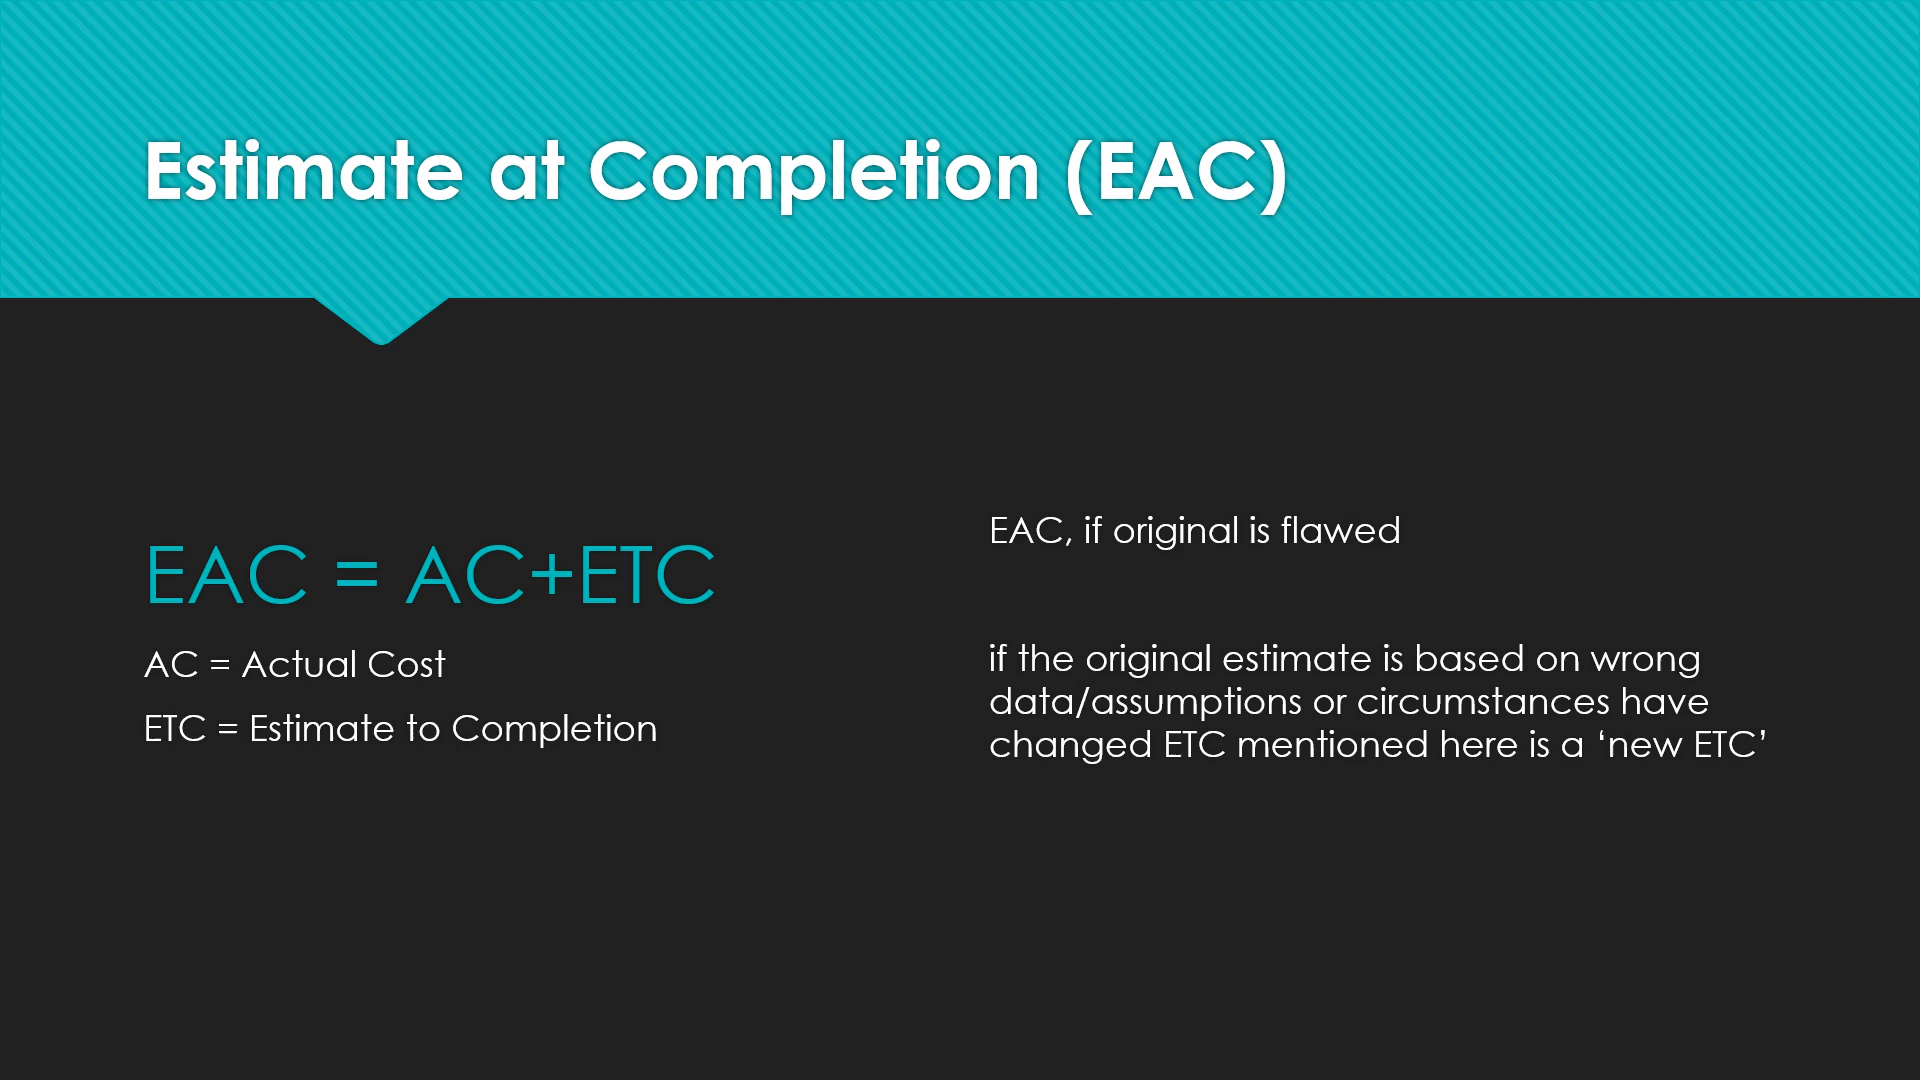 Estimate at Completion (EAC)
EAC = AC+ETC
AC = Actual Cost
ETC = Estimate to Completion
EAC, if original is flawed
if the original estimate is based on wrong
data/assumptions or circumstances have
changed ETC mentioned here is a ‘new ETC’